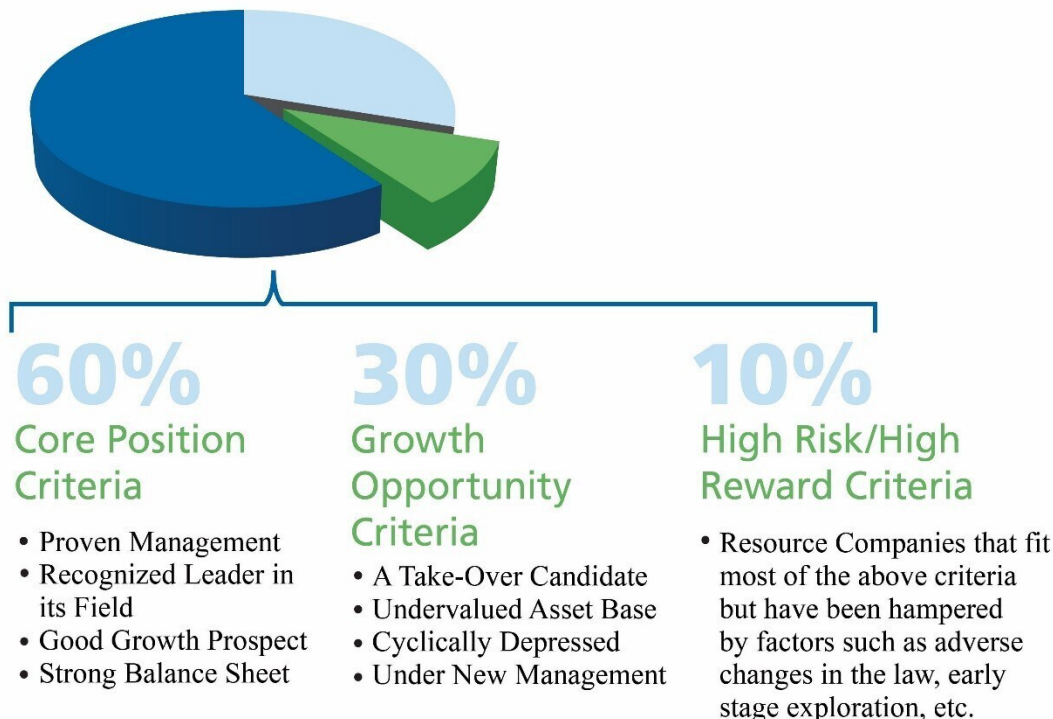 60%
Core Position
Criteria
• Proven Management
• Recognized Leader in
its Field
• Good Growth Prospect
• Strong Balance Sheet
30%
Growth
Opportunity
Criteria
• A Take-Over Candidate
• Undervalued Asset Base
• Cyclically Depressed
• Under New Management
10%
High Risk/High
Reward Criteria
• Resource Companies that fit
most of the above criteria
but have been hampered
by factors such as adverse
changes in the law, early
stage exploration, etc.